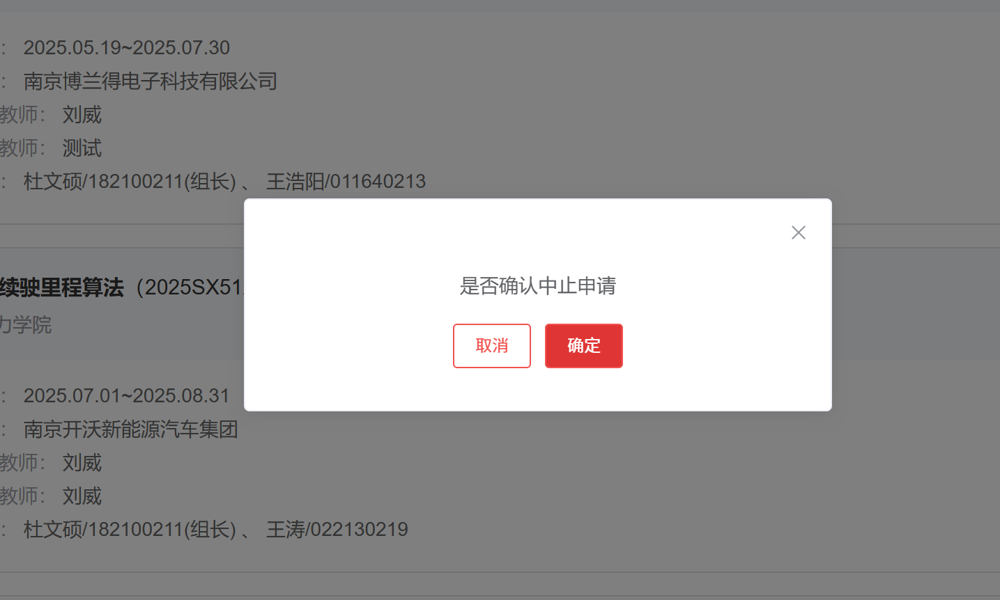 ： 2025.05.19~2025.07.30
： 南京博兰得电子科技有限公司
教师： 刘威
教师： 测试
： 杜文硕/182100211(组长) 、 王浩阳/011640213
是否确认中止申请
取消 确定
续驶里程算法（2025SX51
力学院
： 2025.07.01~2025.08.31
： 南京开沃新能源汽车集团
教师： 刘威
教师： 刘威
： 杜文硕/182100211(组长) 、 王涛/022130219